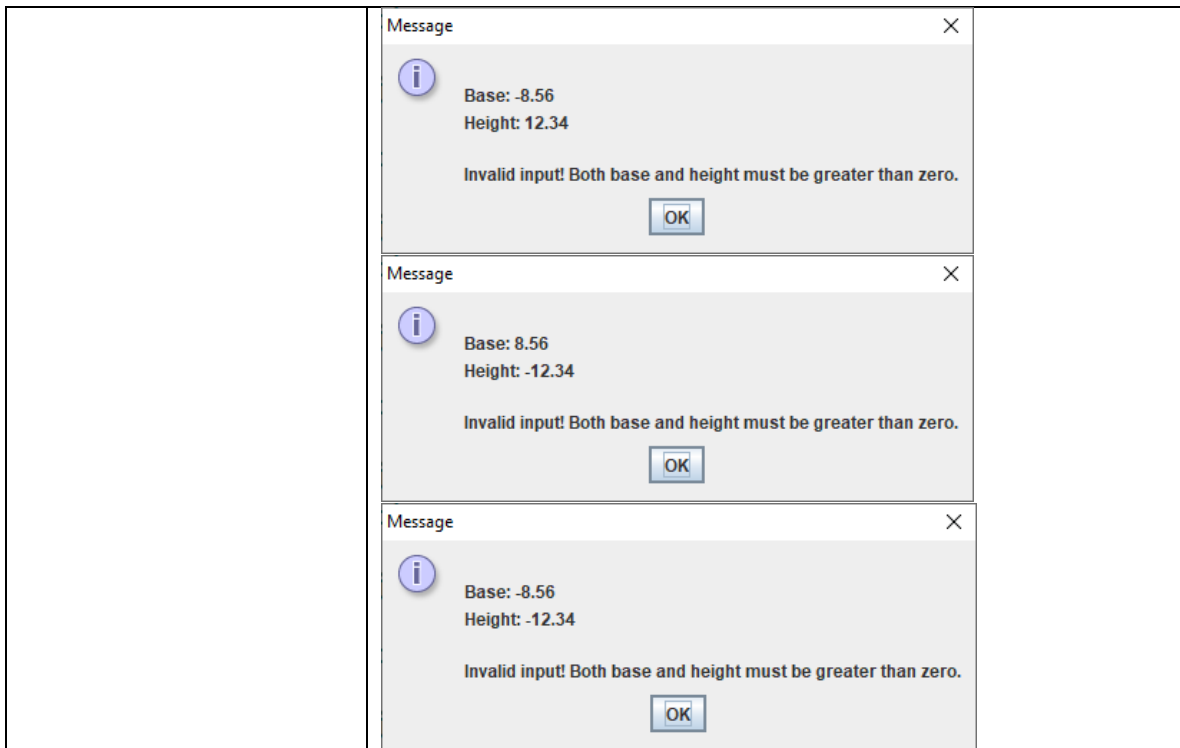 Message
Base: -8.56
Height: 12.34
Invalid input! Both base and height must be greater than zero.
OK
Message
Base: 8.56
Height: -12.34
Invalid input! Both base and height must be greater than zero.
OK
Message
Base: -8.56
Height: -12.34
Invalid input! Both base and height must be greater than zero.
OK